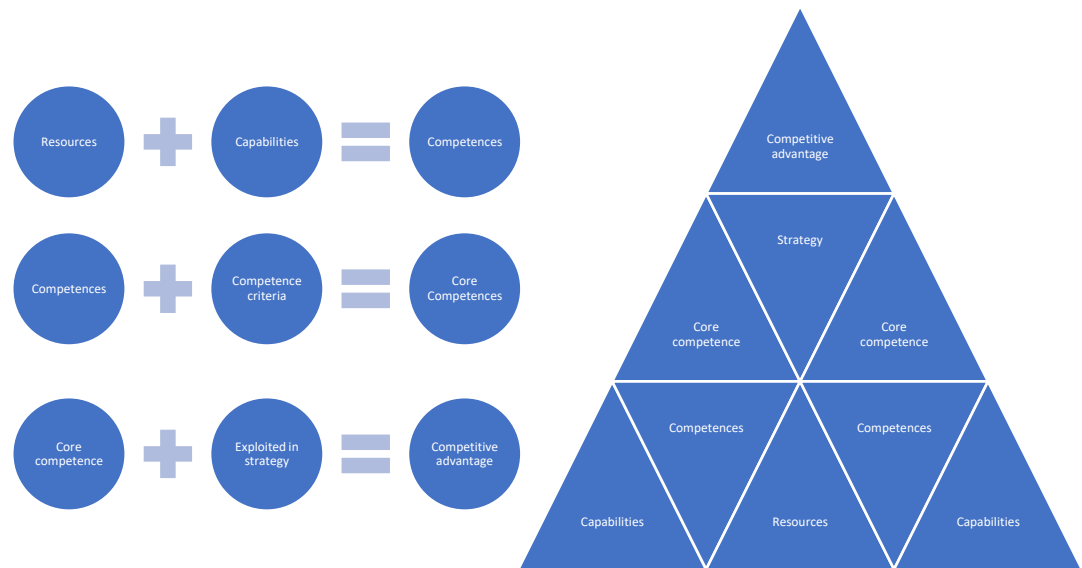 Resources
Capabilities
Competences
Competences
Competence
criteria
Core
Competences
Core
competence
Exploited in
strategy
Competitive
advantage
Competitive
advantage
Strategy
Core
competence
Core
competence
Competences
Competences
Capabilities
Resources
Capabilities